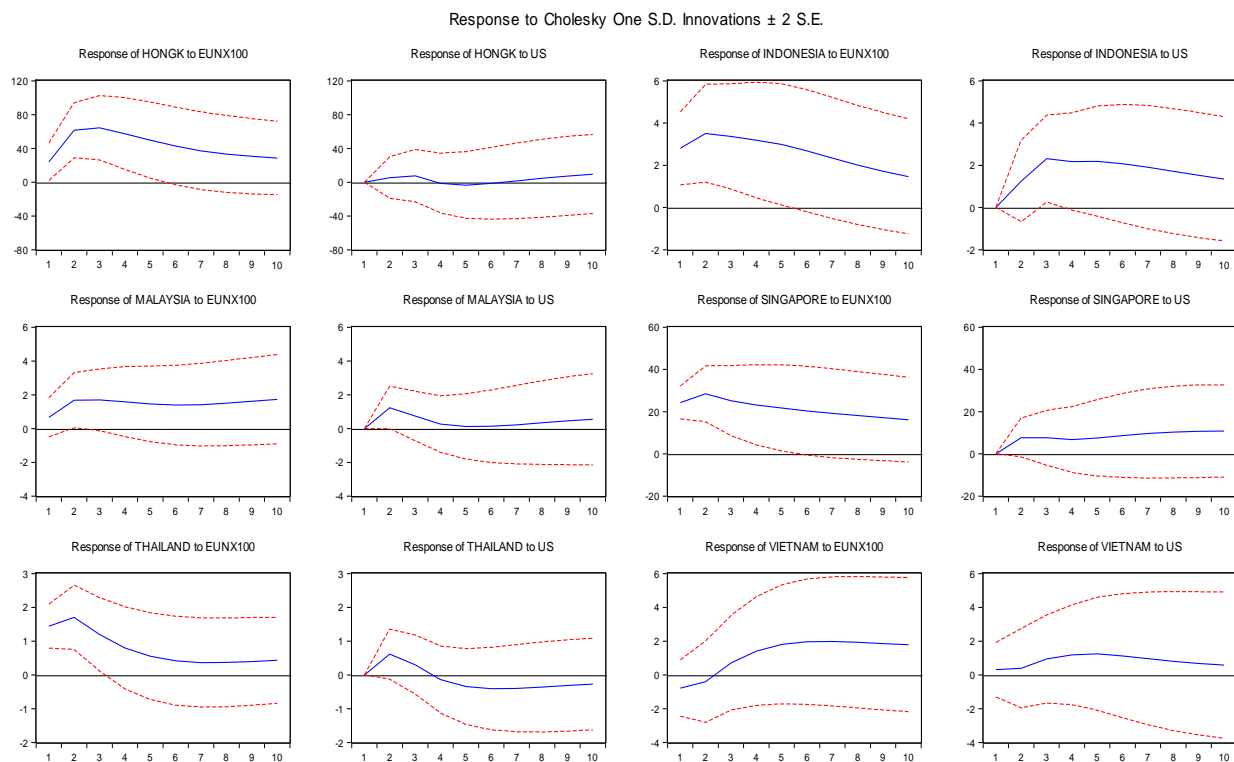 Response to Cholesky One S.D. Innovations ± 2 S.E.
Response of HONGK to EUNX100
Response of HONGK to US
Response of INDONESIA to EUNX100
Response of INDONESIA to US
120
80
40
0
-40
-80
1 2 3 4 5 6 7 8 9 10
120
80
40
0
-40
-80
1 2 3 4 5 6 7 8 9 10
6
4
2
0
-2
1 2 3 4 5 6 7 8 9 10
6
4
2
0
-2
1 2 3 4 5 6 7 8 9 10
Response of MALAYSIA to EUNX100
Response of MALAYSIA to US
Response of SINGAPORE to EUNX100
Response of SINGAPORE to US
6
4
2
0
-2
-4
1 2 3 4 5 6 7 8 9 10
6
4
2
0
-2
-4
1 2 3 4 5 6 7 8 9 10
60
40
20
0
-20
1 2 3 4 5 6 7 8 9 10
60
40
20
0
-20
1 2 3 4 5 6 7 8 9 10
Response of THAILAND to EUNX100
Response of THAILAND to US
Response of VIETNAM to EUNX100
Response of VIETNAM to US
3
2
1
0
-1
-2
1 2 3 4 5 6 7 8 9 10
3
2
1
0
-1
-2
1 2 3 4 5 6 7 8 9 10
6
4
2
0
-2
-4
1 2 3 4 5 6 7 8 9 10
6
4
2
0
-2
-4
1 2 3 4 5 6 7 8 9 10